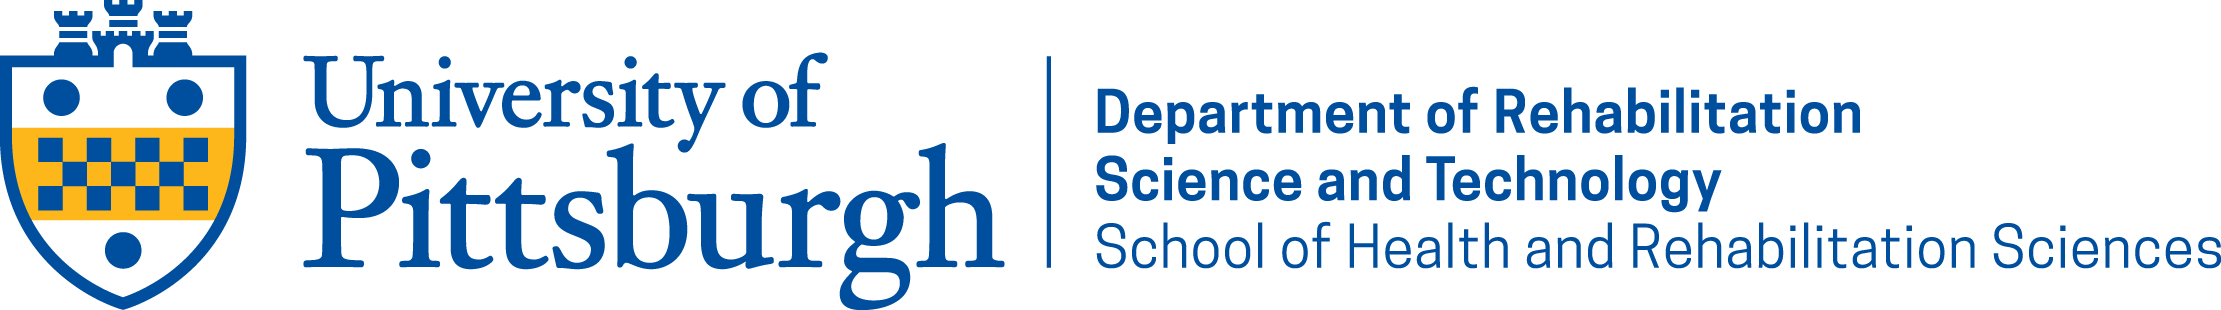 University of
Pittsburgh
Department of Rehabilitation
Science and Technology
School of Health and Rehabilitation Sciences